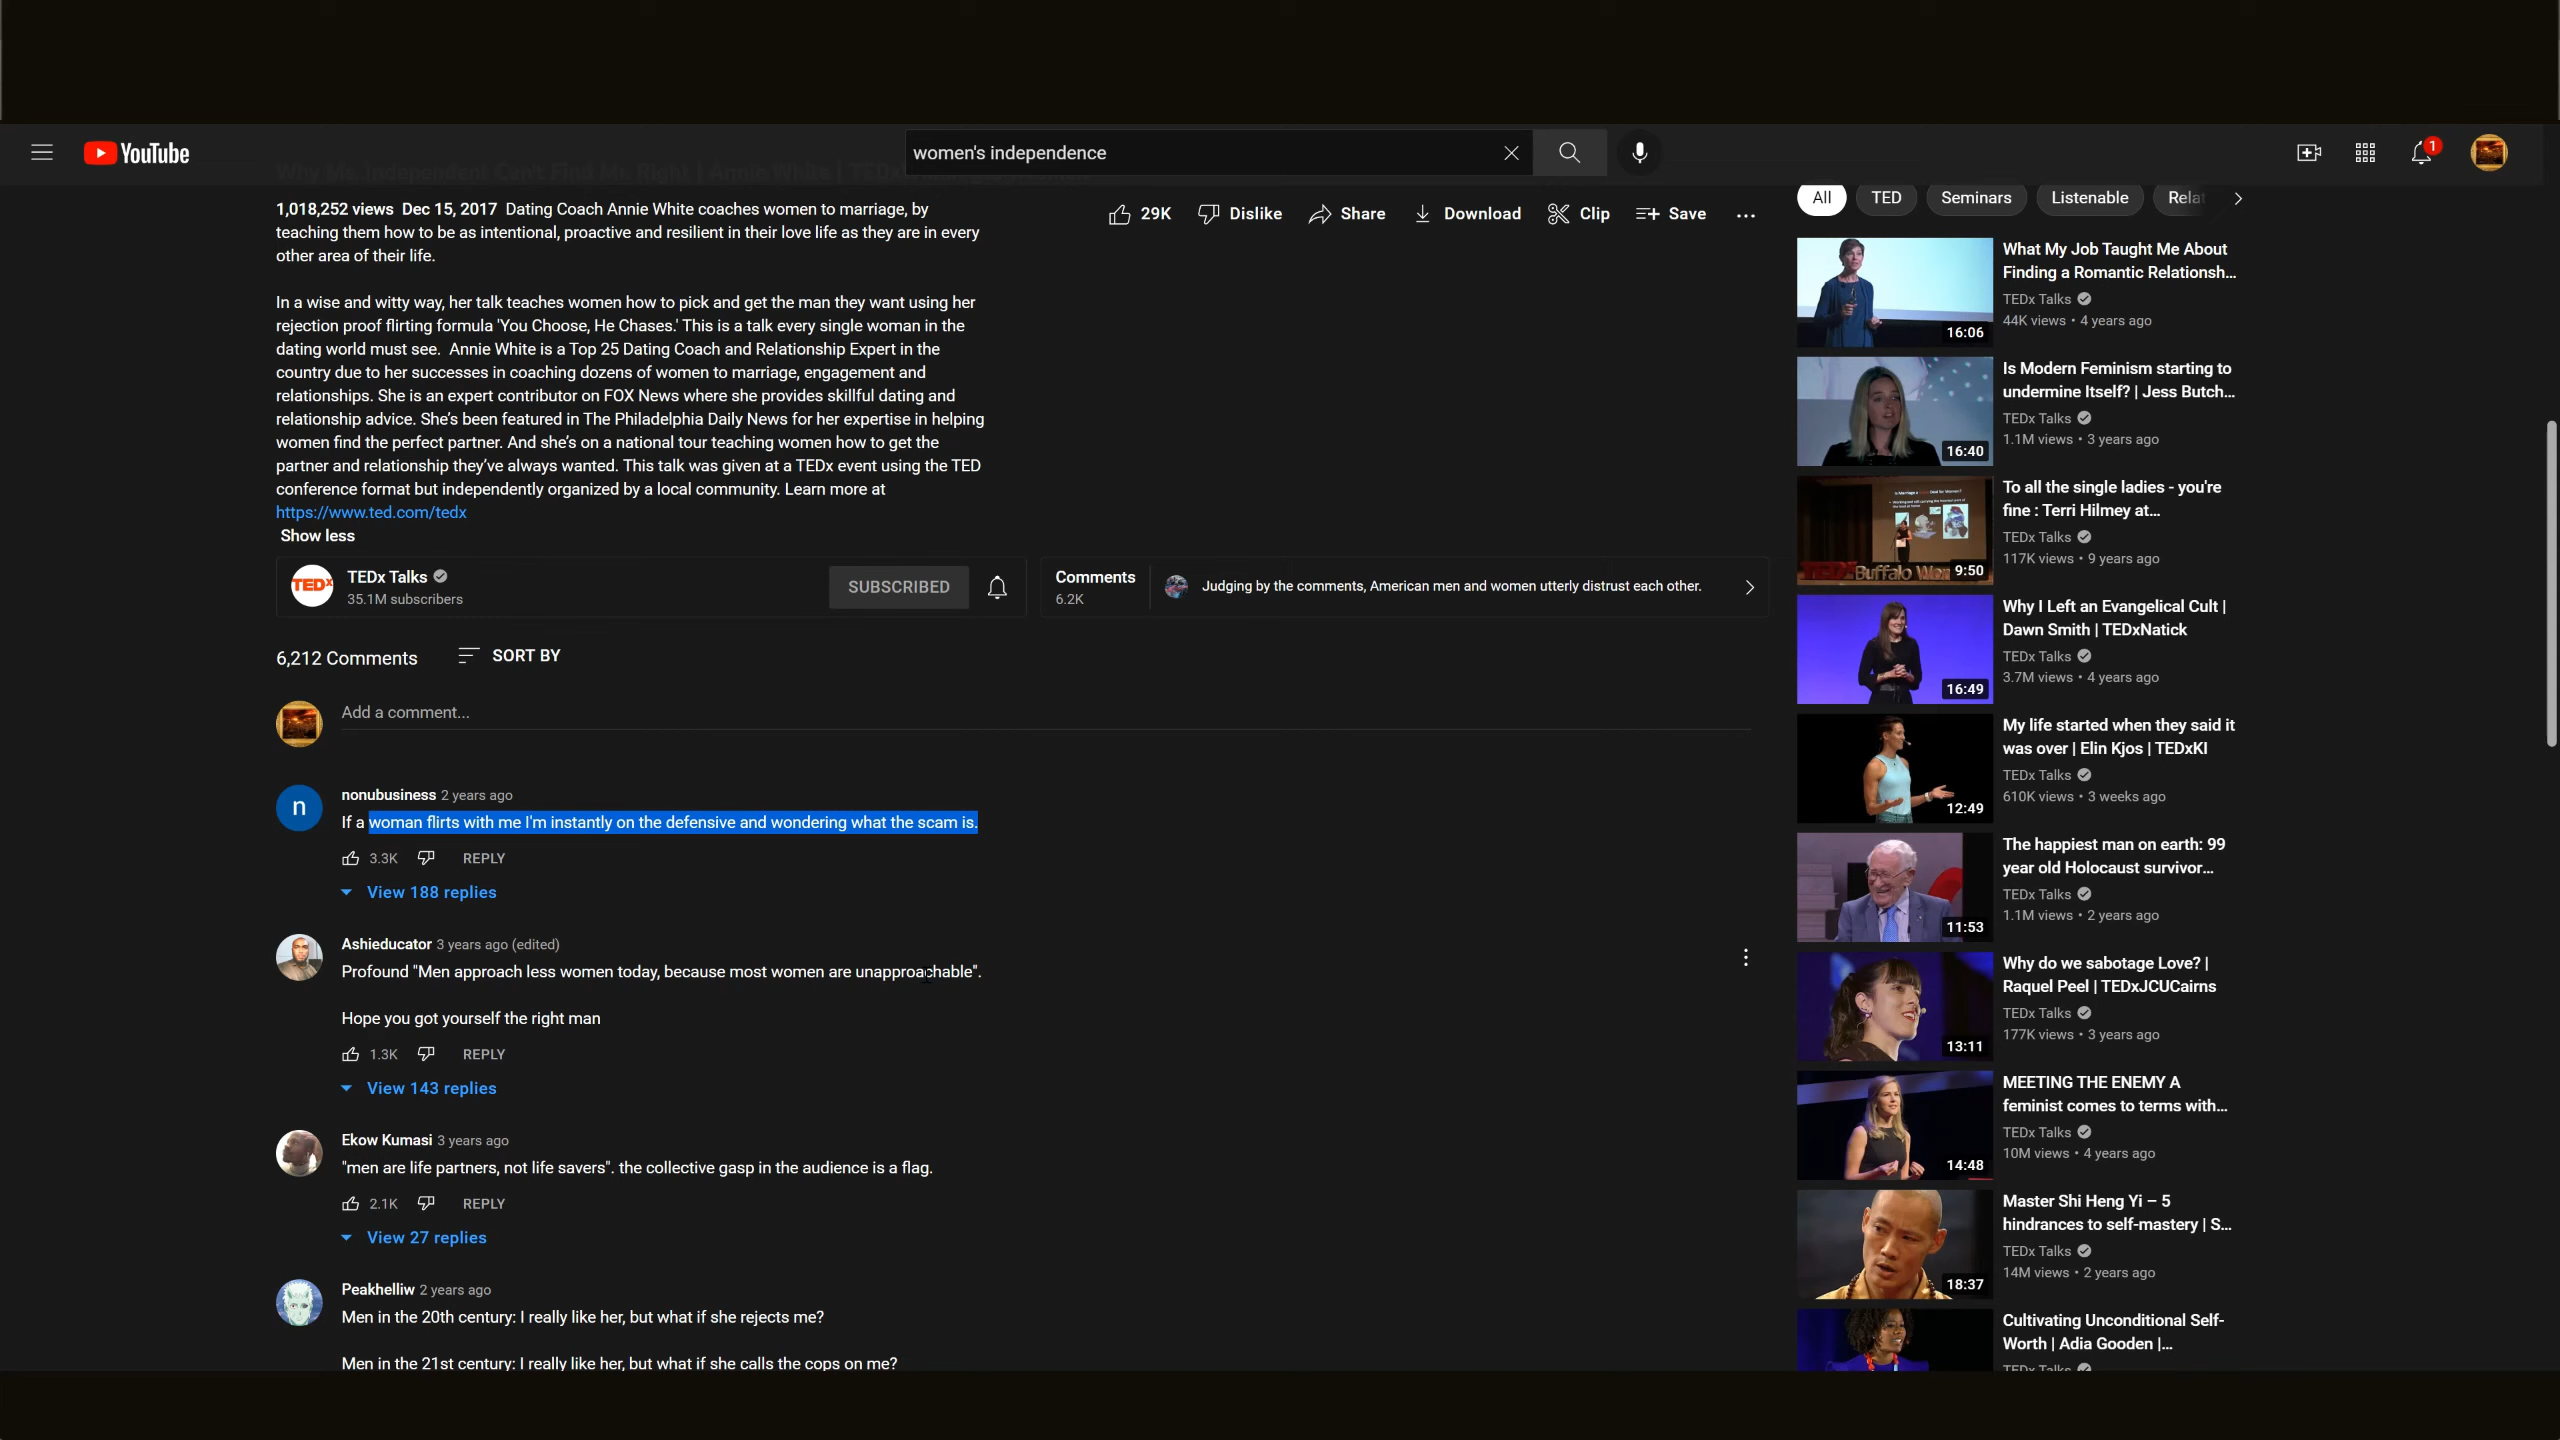 YouTube
women's independence
1
Why Ms. Independent Can't Find Mr. Right | Annie White | TEDx
1,018,252 views Dec 15, 2017 Dating Coach Annie White coaches women to marriage, by
teaching them how to be as intentional, proactive and resilient in their love life as they are in every
other area of their life.
In a wise and witty way, her talk teaches women how to pick and get the man they want using her
rejection proof flirting formula 'You Choose, He Chases.' This is a talk every single woman in the
dating world must see. Annie White is a Top 25 Dating Coach and Relationship Expert in the
country due to her successes in coaching dozens of women to marriage, engagement and
relationships. She is an expert contributor on FOX News where she provides skillful dating and
relationship advice. She's been featured in The Philadelphia Daily News for her expertise in helping
women find the perfect partner. And she's on a national tour teaching women how to get the
partner and relationship they've always wanted. This talk was given at a TEDx event using the TED
conference format but independently organized by a local community. Learn more at
https://www.ted.com/tedx
Show less
29K Dislike Share Download Clip Save
TEDx
TEDx Talks
35.1M subscribers
SUBSCRIBED
Comments
6.2K
Judging by the comments, American men and women utterly distrust each other.
6,212 Comments SORT BY
Add a comment...
n
nonubusiness 2 years ago
If a woman flirts with me I'm instantly on the defensive and wondering what the scam is.
3.3K REPLY
View 188 replies
Ashieducator 3 years ago (edited)
Profound "Men approach less women today, because most women are unapproachable".
Hope you got yourself the right man
1.3K REPLY
View 143 replies
Ekow Kumasi 3 years ago
"men are life partners, not life savers". the collective gasp in the audience is a flag.
2.1K REPLY
View 27 replies
Peakhelliw 2 years ago
Men in the 20th century: I really like her, but what if she rejects me?
Men in the 21st century: I really like her, but what if she calls the cops on me?
All TED Seminars Listenable Relat
16:06
What My Job Taught Me About
Finding a Romantic Relationsh...
TEDx Talks
44K views • 4 years ago
16:40
Is Modern Feminism starting to
undermine Itself? | Jess Butch...
TEDx Talks
1.1M views • 3 years ago
Buffalo
9:50
To all the single ladies - you're
fine : Terri Hilmey at...
TEDx Talks
117K views • 9 years ago
16:49
Why I Left an Evangelical Cult |
Dawn Smith | TEDxNatick
TEDx Talks
3.7M views • 4 years ago
12:49
My life started when they said it
was over | Elin Kjos | TEDxKI
TEDx Talks
610K views • 3 weeks ago
11:53
The happiest man on earth: 99
year old Holocaust survivor...
TEDx Talks
1.1M views • 2 years ago
13:11
Why do we sabotage Love? |
Raquel Peel | TEDxJCUCairns
TEDx Talks
177K views • 3 years ago
14:48
MEETING THE ENEMY A
feminist comes to terms with...
TEDx Talks
10M views • 4 years ago
18:37
Master Shi Heng Yi – 5
hindrances to self-mastery | S...
TEDx Talks
14M views • 2 years ago
Cultivating Unconditional Self-
Worth | Adia Gooden |...
TEDx Talks